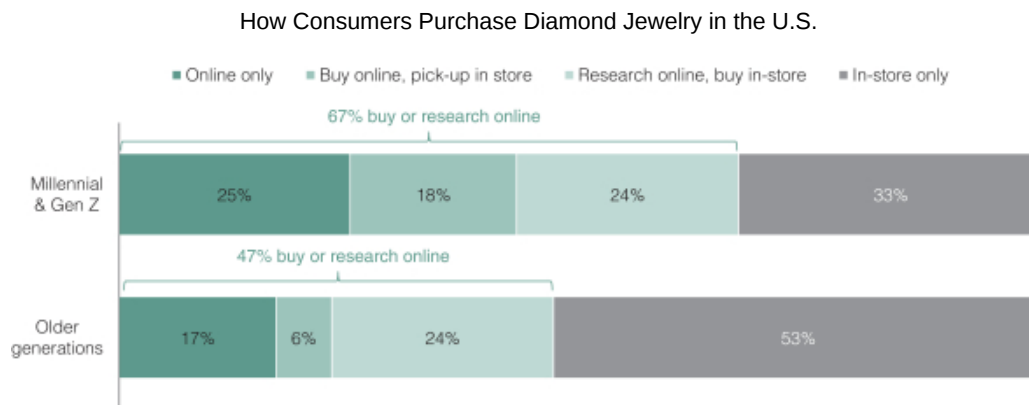 How Consumers Purchase Diamond Jewelry in the U.S.
Online only Buy online, pick-up in store Research online, buy in-store In-store only
67% buy or research online
Millennial
& Gen Z
25% 18% 24% 33%
47% buy or research online
Older
generations
17% 6% 24% 53%